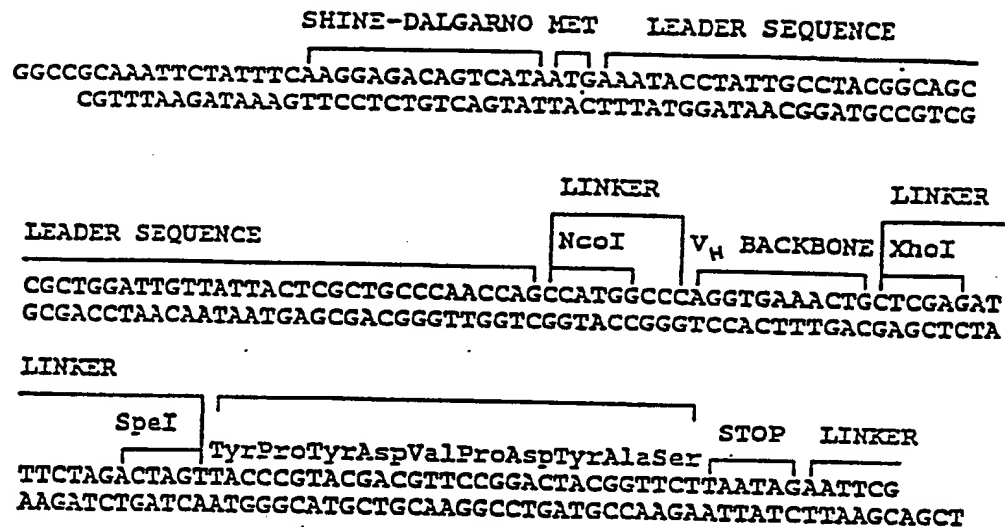 SHINE-DALGARNO MET LEADER SEQUENCE
GGCCGCAAATTCTATTTCAAGGAGACAGTCATAATGAAATACCTATTGCCTACGGCAGC
CGTTTAAGATAAAGTTCCTCTGTCAGTATTACTTTATGGATAACGGATGCCGTCG
LINKER LINKER
LEADER SEQUENCE NcoI VH BACKBONE XhoI
CGCTGGATTGTTATTACTCGCTGCCCAACCAGCCATGGCCCAGGTGAAACTGCTCGAGAT
GCGACCTAACAATAATGAGCGACGGGTTGGTCGGTACCGGGTCCACTTTGACGAGCTCTA
LINKER
SpeI TyrProTyrAspValProAspTyrAlaSer STOP LINKER
TTCTAGACTAGTTACCCGTACGACGTTCCGGACTACGGTTCTTAATAGAATTCG
AAGATCTGATCAATGGGCATGCTGCAAGGCCTGATGCCAAGAATTATCTTAAGCAGCT